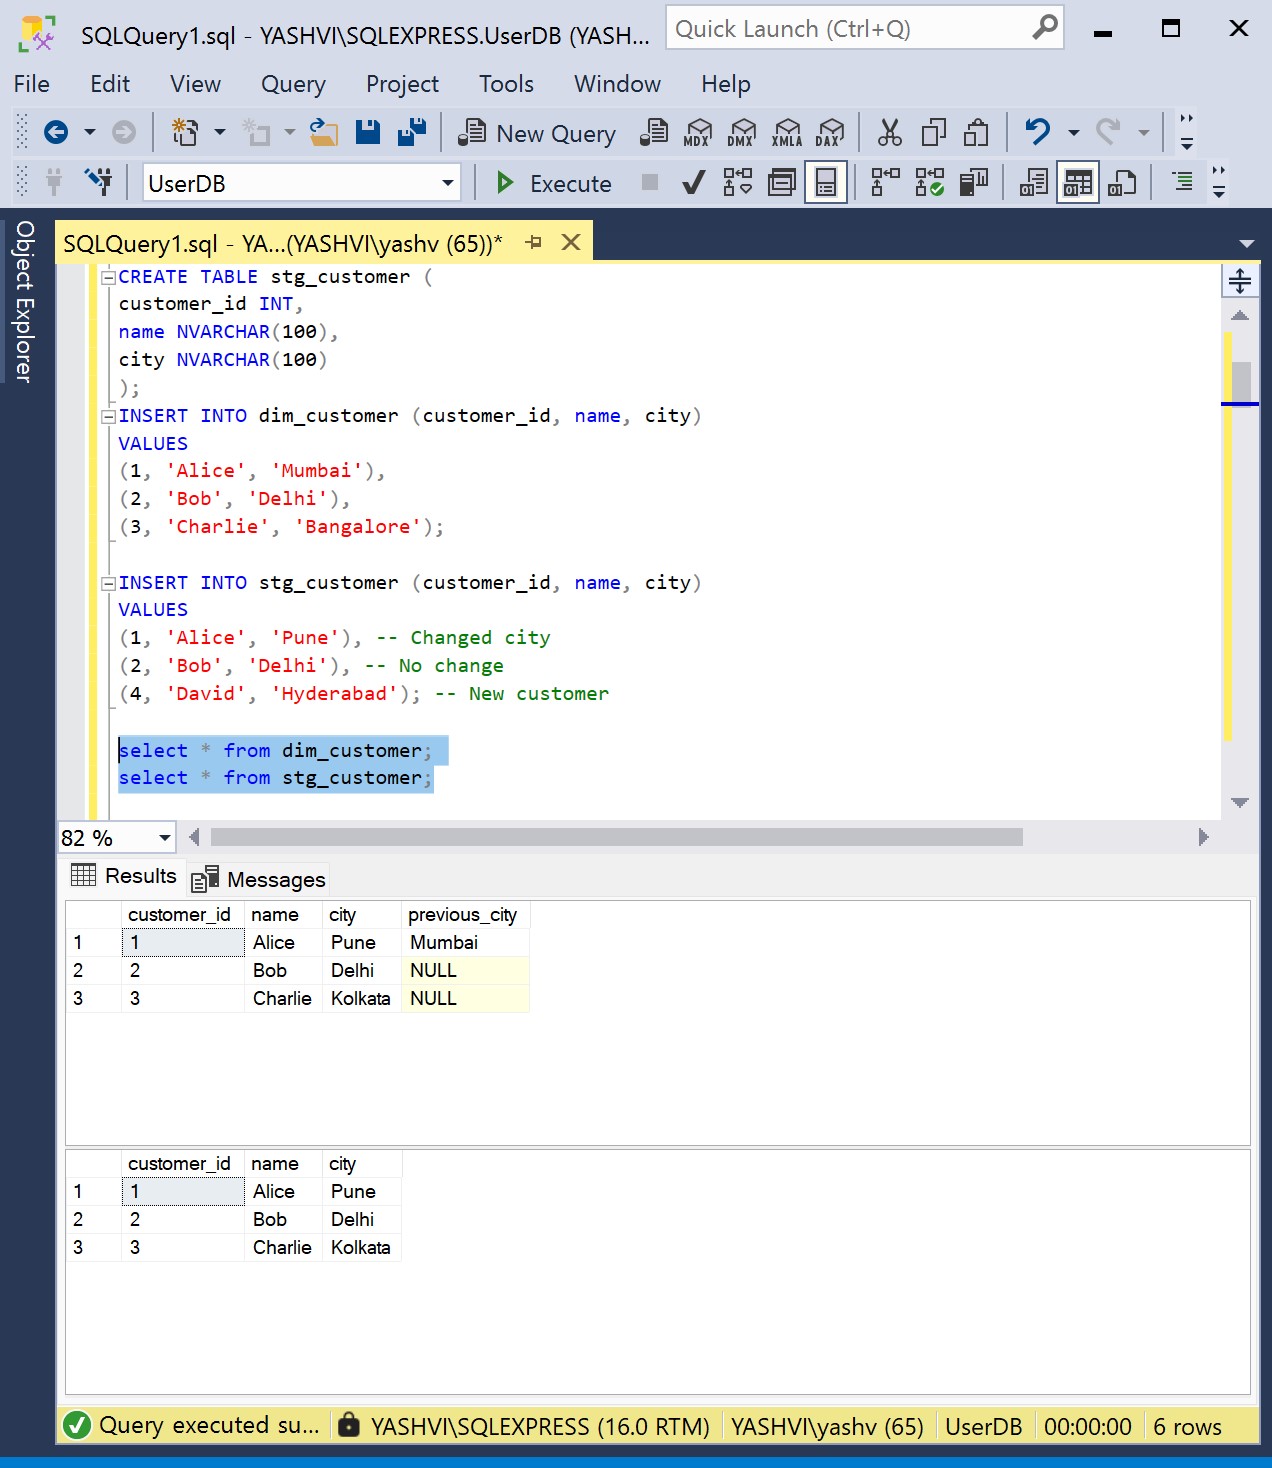 SQLQuery1.sql - YASHVI\SQLEXPRESS.UserDB (YASH...
Quick Launch (Ctrl+Q)
File Edit View Query Project Tools Window Help
New Query MDX DMX XMLA DAX
UserDB Execute
Object Explorer
SQLQuery1.sql - YA...(YASHVI\yashv (65))*
CREATE TABLE stg_customer (
customer_id INT,
name NVARCHAR(100),
city NVARCHAR(100)
);
INSERT INTO dim_customer (customer_id, name, city)
VALUES
(1, 'Alice', 'Mumbai'),
(2, 'Bob', 'Delhi'),
(3, 'Charlie', 'Bangalore');
INSERT INTO stg_customer (customer_id, name, city)
VALUES
(1, 'Alice', 'Pune'), -- Changed city
(2, 'Bob', 'Delhi'), -- No change
(4, 'David', 'Hyderabad'); -- New customer
select * from dim_customer;
select * from stg_customer;
82 %
Results Messages
customer_id name city previous_city
1 1 Alice Pune Mumbai
2 2 Bob Delhi NULL
3 3 Charlie Kolkata NULL
customer_id name city
1 1 Alice Pune
2 2 Bob Delhi
3 3 Charlie Kolkata
Query executed su... YASHVI\SQLEXPRESS (16.0 RTM) YASHVI\yashv (65) UserDB 00:00:00 6 rows